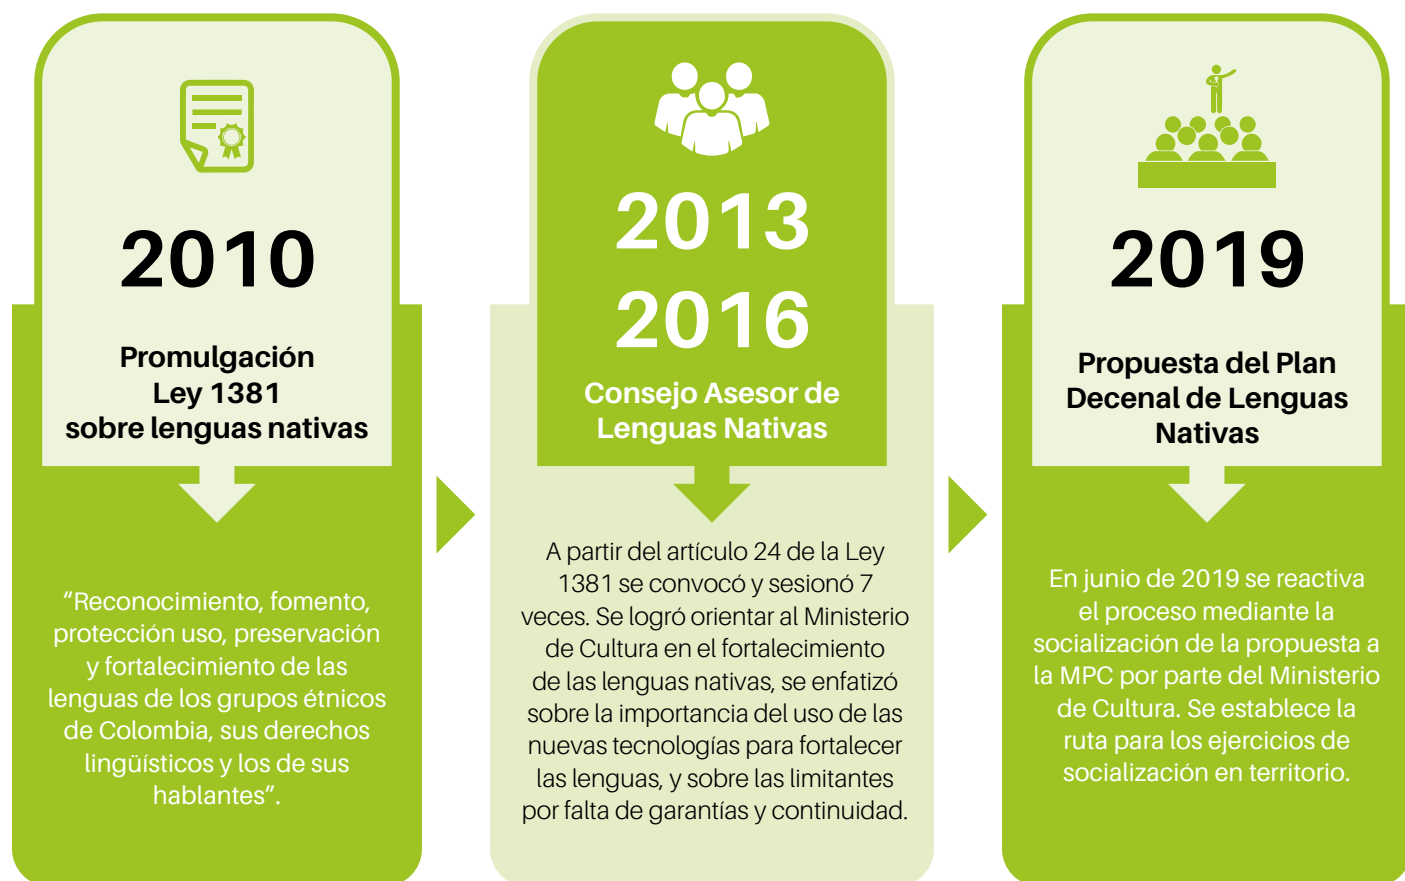 2010
Promulgación
Ley 1381
sobre lenguas nativas
“Reconocimiento, fomento,
protección uso, preservación
y fortalecimiento de las
lenguas de los grupos étnicos
de Colombia, sus derechos
lingüísticos y los de sus
hablantes”.
2013
2016
Consejo Asesor de
Lenguas Nativas
A partir del artículo 24 de la Ley
1381 se convocó y sesionó 7
veces. Se logró orientar al Ministerio
de Cultura en el fortalecimiento
de las lenguas nativas, se enfatizó
sobre la importancia del uso de las
nuevas tecnologías para fortalecer
las lenguas, y sobre las limitantes
por falta de garantías y continuidad.
2019
Propuesta del Plan
Decenal de Lenguas
Nativas
En junio de 2019 se reactiva
el proceso mediante la
socialización de la propuesta a
la MPC por parte del Ministerio
de Cultura. Se establece la
ruta para los ejercicios de
socialización en territorio.